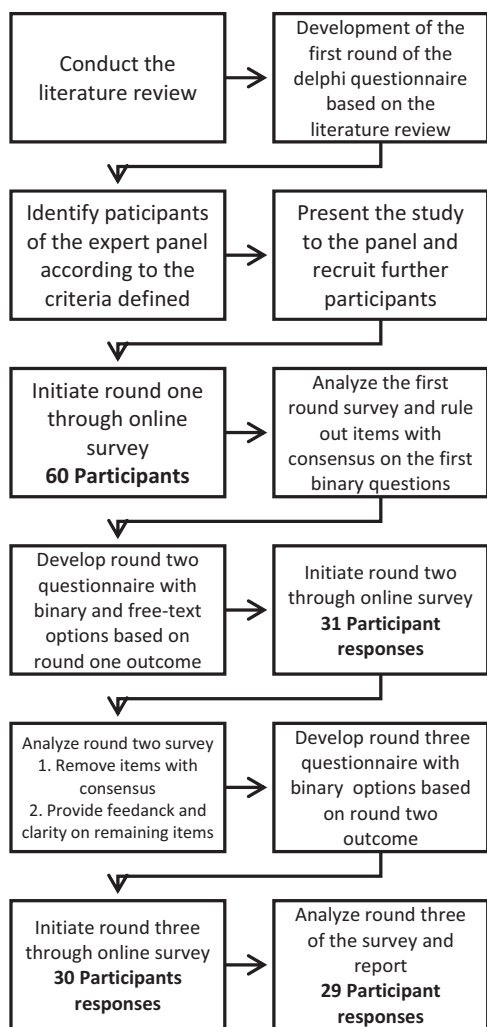 Conduct the
literature review
Development of the
first round of the
delphi questionnaire
based on the
literature review
Identify paticipants
of the expert panel
according to the
criteria defined
Present the study
to the panel and
recruit further
participants
Initiate round one
through online
survey
60 Participants
Analyze the first
round survey and rule
out items with
consensus on the first
binary questions
Develop round two
questionnaire with
binary and free-text
options based on
round one outcome
Initiate round two
through online survey
31 Participant
responses
Analyze round two survey
1. Remove items with
consensus
2. Provide feedanck and
clarity on remaining items
Develop round three
questionnaire with
binary options based
on round two
outcome
Initiate round three
through online survey
30 Participants
responses
Analyze round three
of the survey and
report
29 Participant
responses